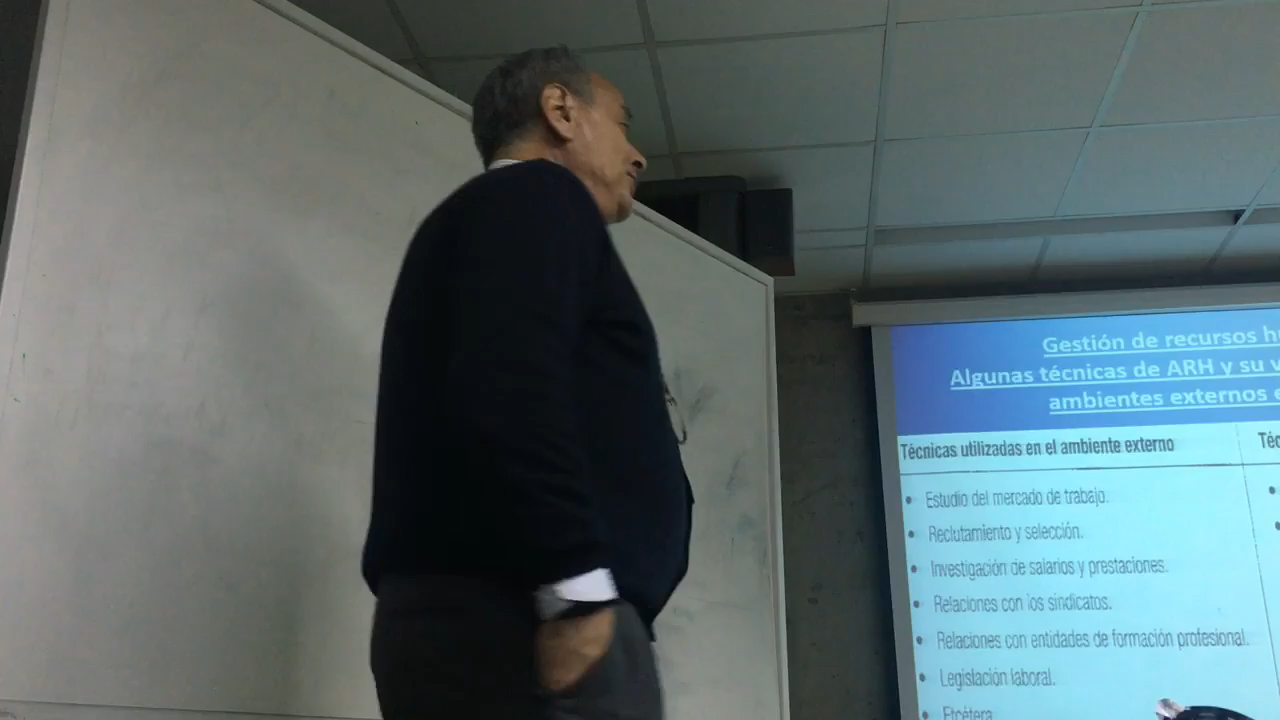 Gestión de recursos
Algunas técnicas de ARH y su
ambientes externos
Técnicas utilizadas en el ambiente externo
• Estudio del mercado de trabajo.
• Reclutamiento y selección.
• Investigación de salarios y prestaciones.
• Relaciones con los sindicatos.
• Relaciones con entidades de formación profesional.
• Legislación laboral.
• Etcétera